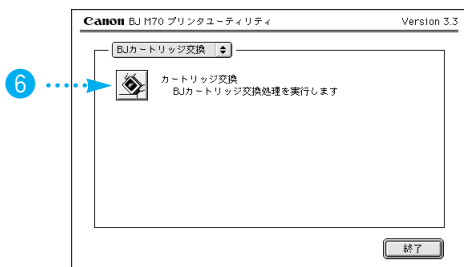 Canon BJ M70 プリンタユーティリティ Version 3.3
BJカートリッジ交換
6
カートリッジ交換
BJカートリッジ交換処理を実行します
終了